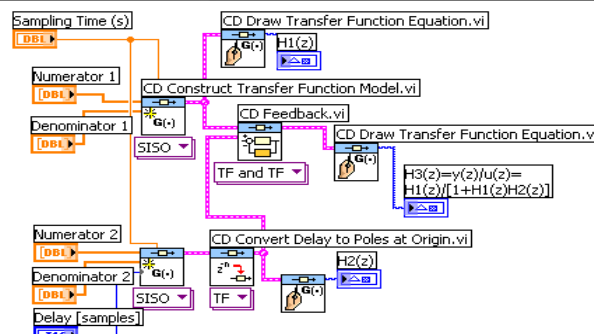 Sampling Time (s)
CD Draw Transfer Function Equation.vi
DBL
G(•)
H1(z)
Numerator 1
[DBL]
CD Construct Transfer Function Model.vi
Denominator 1
[DBL]
G(•)
SISO
CD Feedback.vi
TF and TF
CD Draw Transfer Function Equation.v
G(•)
H3(z)=y(z)/u(z)=
H1(z)/[1+H1(z)H2(z)]
Numerator 2
[DBL]
CD Convert Delay to Poles at Origin.vi
Denominator 2
[DBL]
G(•)
SISO
TF
G(•)
H2(z)
Delay [samples]